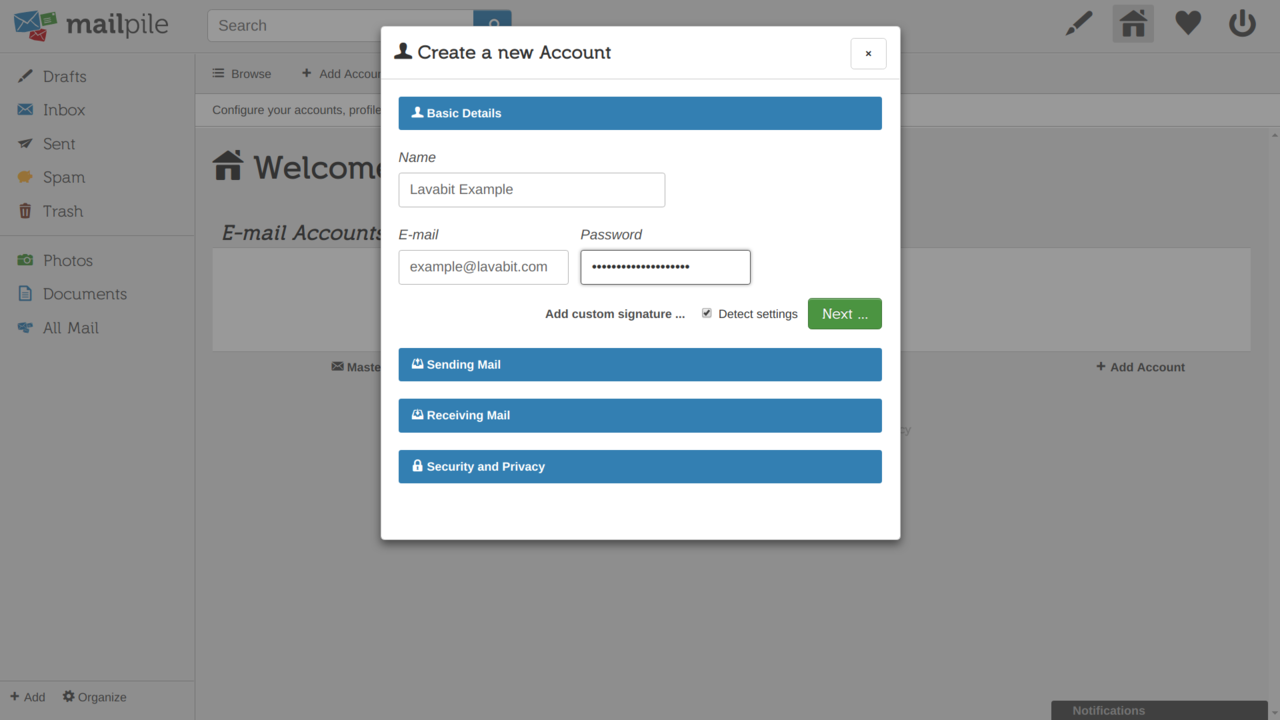 mailpile
Search
Drafts
Inbox
Sent
Spam
Trash
Photos
Documents
All Mail
+ Add
Organize
Browse
+ Add Accoun
Configure your accounts, profile
Welcome
E-mail Accounts
Master
+ Add Account
cy
Create a new Account
×
Basic Details
Name
Lavabit Example
E-mail Password
example@lavabit.com ••••••••••••••••••••
Add custom signature ... Detect settings Next ...
Sending Mail
Receiving Mail
Security and Privacy
Notifications